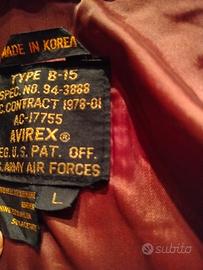 MADE IN KOREA
TYPE B-15
SPEC. NO. 94-3888
C. CONTRACT 1978-01
AC-17755
AVIREX®
REG. U.S. PAT. OFF.
ARMY AIR FORCES
L
subito